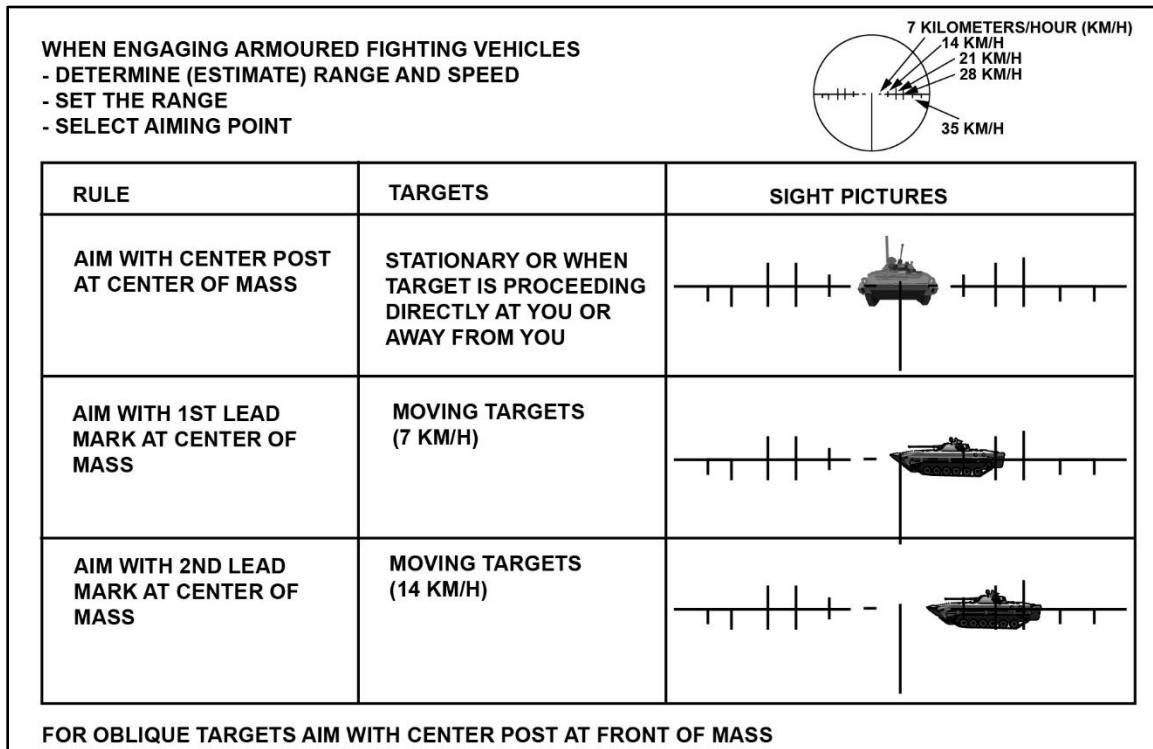 WHEN ENGAGING ARMOURED FIGHTING VEHICLES
- DETERMINE (ESTIMATE) RANGE AND SPEED
- SET THE RANGE
- SELECT AIMING POINT
7 KILOMETERS/HOUR (KM/H)
14 KM/H
21 KM/H
28 KM/H
35 KM/H
RULE
TARGETS
SIGHT PICTURES
AIM WITH CENTER POST
AT CENTER OF MASS
STATIONARY OR WHEN
TARGET IS PROCEEDING
DIRECTLY AT YOU OR
AWAY FROM YOU
AIM WITH 1ST LEAD
MARK AT CENTER OF
MASS
MOVING TARGETS
(7 KM/H)
AIM WITH 2ND LEAD
MARK AT CENTER OF
MASS
MOVING TARGETS
(14 KM/H)
FOR OBLIQUE TARGETS AIM WITH CENTER POST AT FRONT OF MASS